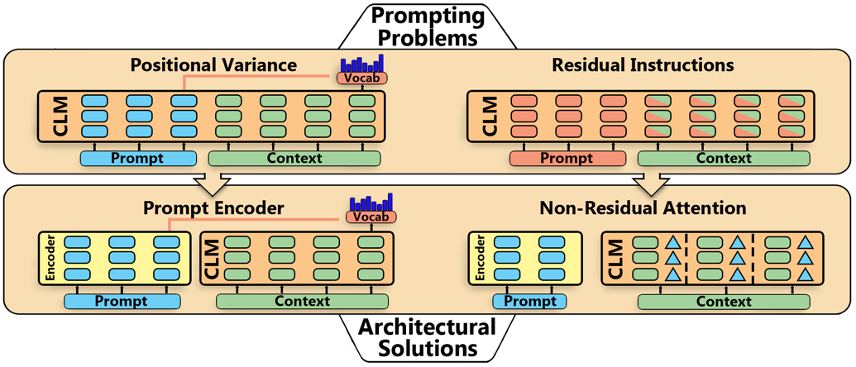 Prompting
Problems
Positional Variance
Residual Instructions
Vocab
CLM
CLM
Prompt
Context
Prompt
Context
Prompt Encoder
Non-Residual Attention
Vocab
Encoder
CLM
Encoder
CLM
Prompt
Context
Prompt
Context
Architectural
Solutions